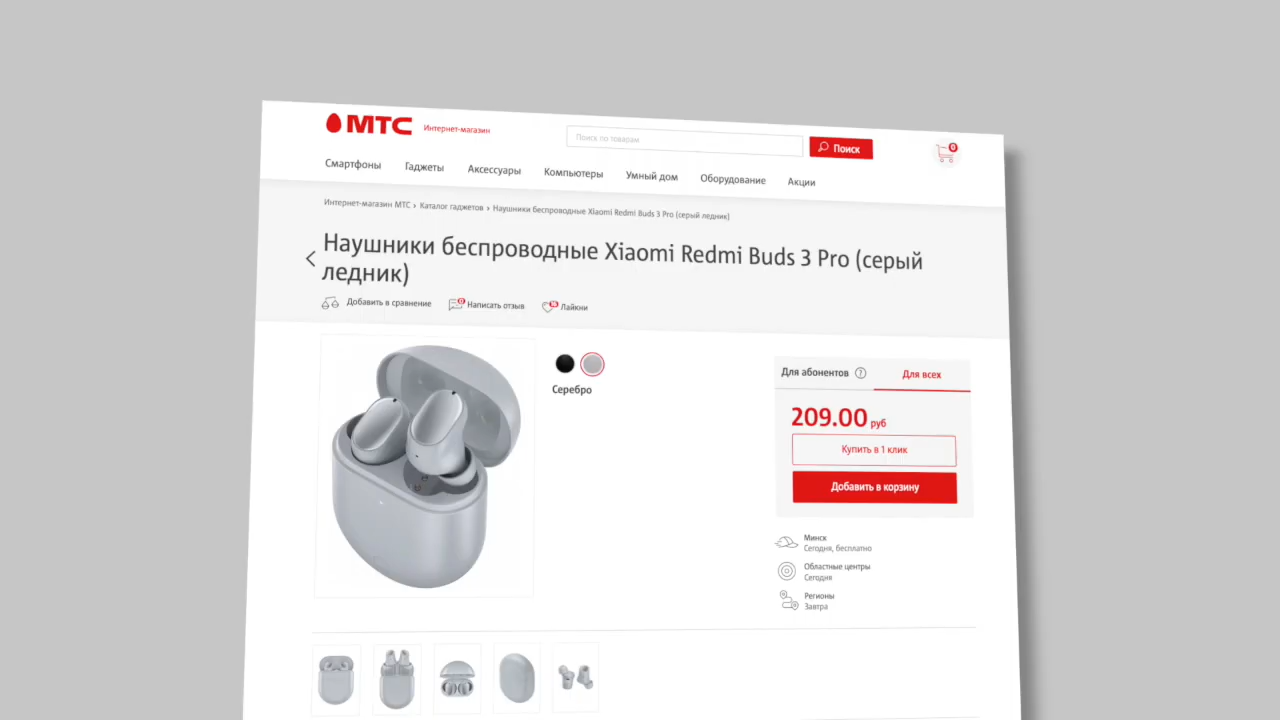 МТС Интернет-магазин
Поиск по товарам
Поиск
0
Смартфоны Гаджеты Аксессуары Компьютеры Умный дом Оборудование Акции
Интернет-магазин МТС › Каталог гаджетов › Наушники беспроводные Xiaomi Redmi Buds 3 Pro (серый ледник)
Наушники беспроводные Xiaomi Redmi Buds 3 Pro (серый
ледник)
Добавить в сравнение 0 Написать отзыв 16 Лайкни
Серебро
Для абонентов ? Для всех
209.00 руб
Купить в 1 клик
Добавить в корзину
Минск
Сегодня, бесплатно
Областные центры
Сегодня
Регионы
Завтра